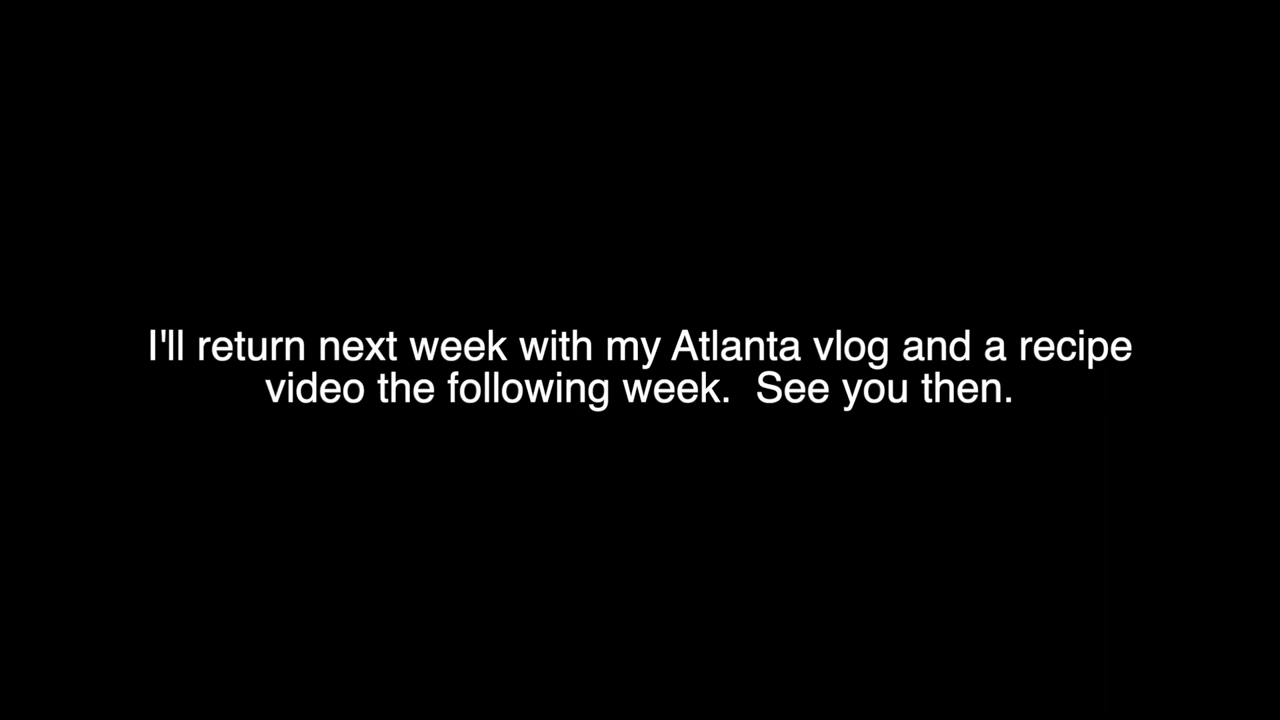 I'll return next week with my Atlanta vlog and a recipe
video the following week.  See you then.